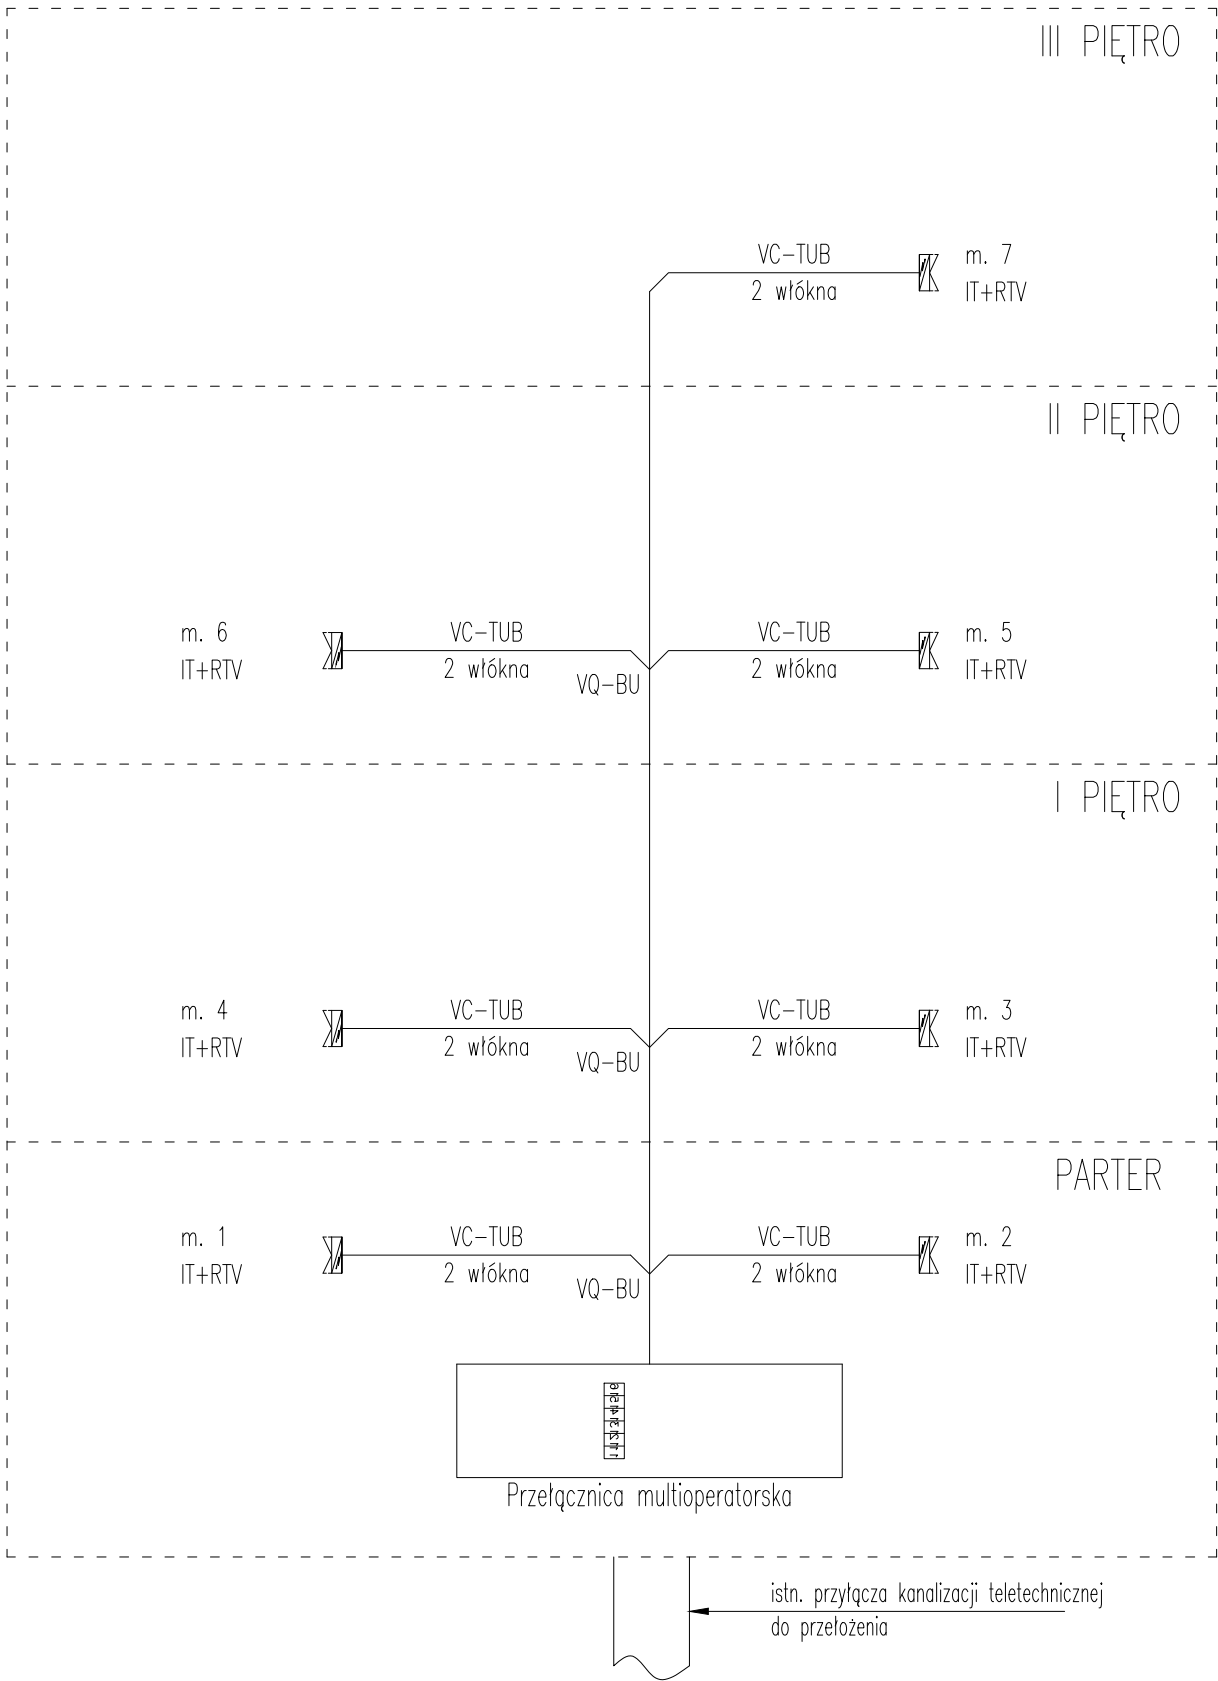 III PIĘTRO
VC-TUB
2 włókna
m. 7
IT+RTV
II PIĘTRO
m. 6
IT+RTV
VC-TUB
2 włókna
VQ-BU
VC-TUB
2 włókna
m. 5
IT+RTV
I PIĘTRO
m. 4
IT+RTV
VC-TUB
2 włókna
VQ-BU
VC-TUB
2 włókna
m. 3
IT+RTV
PARTER
m. 1
IT+RTV
VC-TUB
2 włókna
VQ-BU
VC-TUB
2 włókna
m. 2
IT+RTV
Przełącznica multioperatorska
istn. przyłącza kanalizacji teletechnicznej
do przełożenia